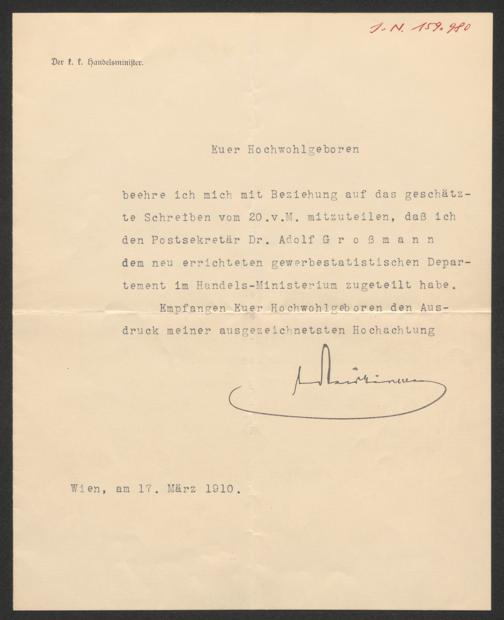 J.N. 159.980
Der k. k. Handelsminister.
Euer Hochwohlgeboren
beehre ich mich mit Beziehung auf das geschätz-
te Schreiben vom 20.v.M. mitzuteilen, daß ich
den Postsekretär Dr. Adolf G r o ß m a n n
dem neu errichteten gewerbestatistischen Depar-
tement im Handels-Ministerium zugeteilt habe.
Empfangen Euer Hochwohlgeboren den Aus-
druck meiner ausgezeichnetsten Hochachtung
Wien, am 17. März 1910.